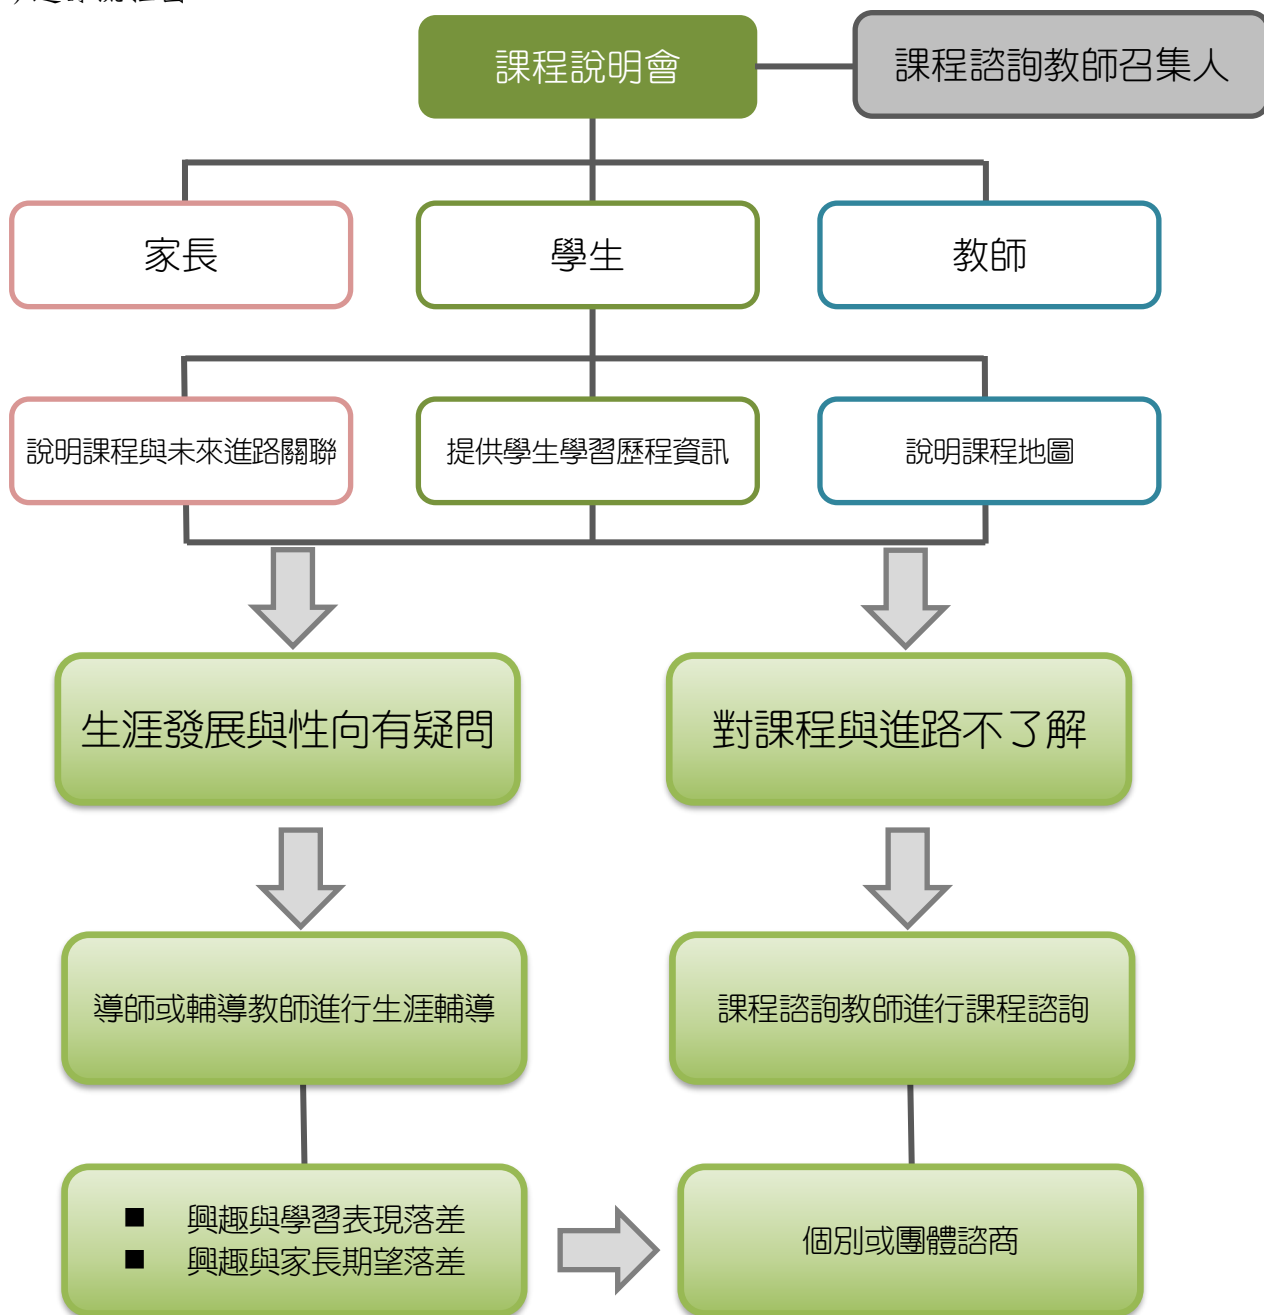 課程說明會
課程諮詢教師召集人
家長
學生
教師
說明課程與未來進路關聯
提供學生學習歷程資訊
說明課程地圖
生涯發展與性向有疑問
對課程與進路不了解
導師或輔導教師進行生涯輔導
課程諮詢教師進行課程諮詢
■ 興趣與學習表現落差
■ 興趣與家長期望落差
個別或團體諮商